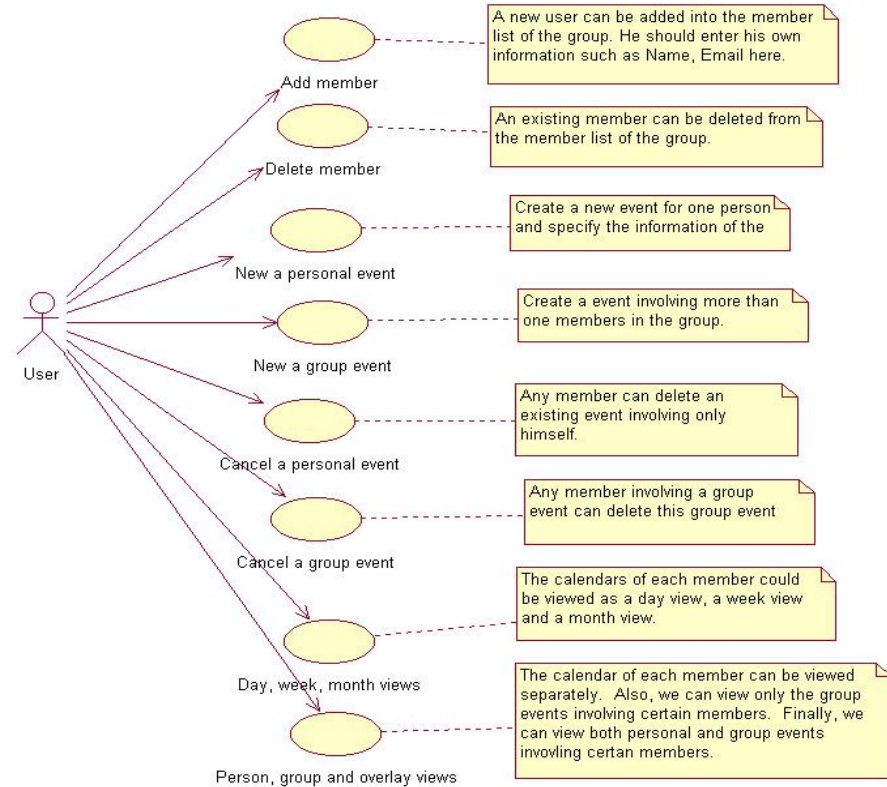 A new user can be added into the member
list of the group. He should enter his own
information such as Name, Email here.
Add member
An existing member can be deleted from
the member list of the group.
Delete member
Create a new event for one person
and specify the information of the
New a personal event
Create a event involving more than
one members in the group.
New a group event
User
Any member can delete an
existing event involving only
himself.
Cancel a personal event
Any member involving a group
event can delete this group event
Cancel a group event
The calendars of each member could
be viewed as a day view, a week view
and a month view.
Day, week, month views
The calendar of each member can be viewed
separately. Also, we can view only the group
events involving certain members. Finally, we
can view both personal and group events
invovling certan members.
Person, group and overlay views